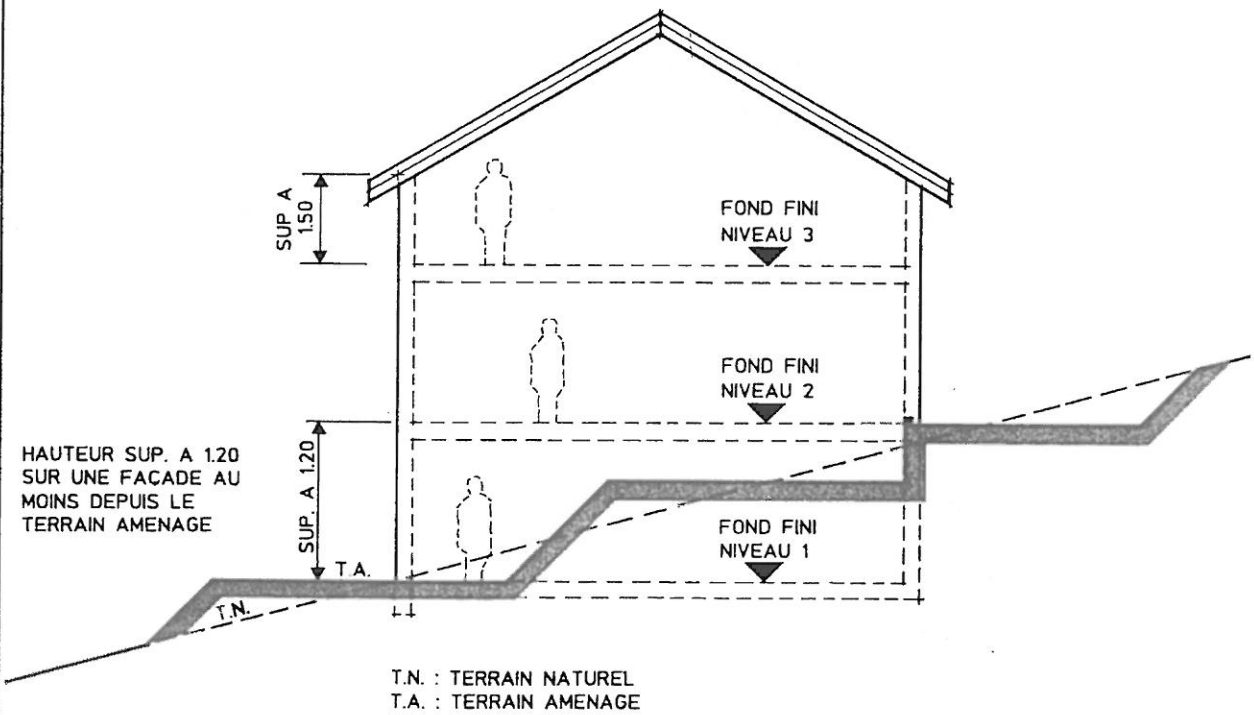 SUP A
1.50
FOND FINI
NIVEAU 3
FOND FINI
NIVEAU 2
HAUTEUR SUP. A 1.20
SUR UNE FAÇADE AU
MOINS DEPUIS LE
TERRAIN AMENAGE
SUP. A 1.20
FOND FINI
NIVEAU 1
T.A.
T.N.
T.N. : TERRAIN NATUREL
T.A. : TERRAIN AMENAGE